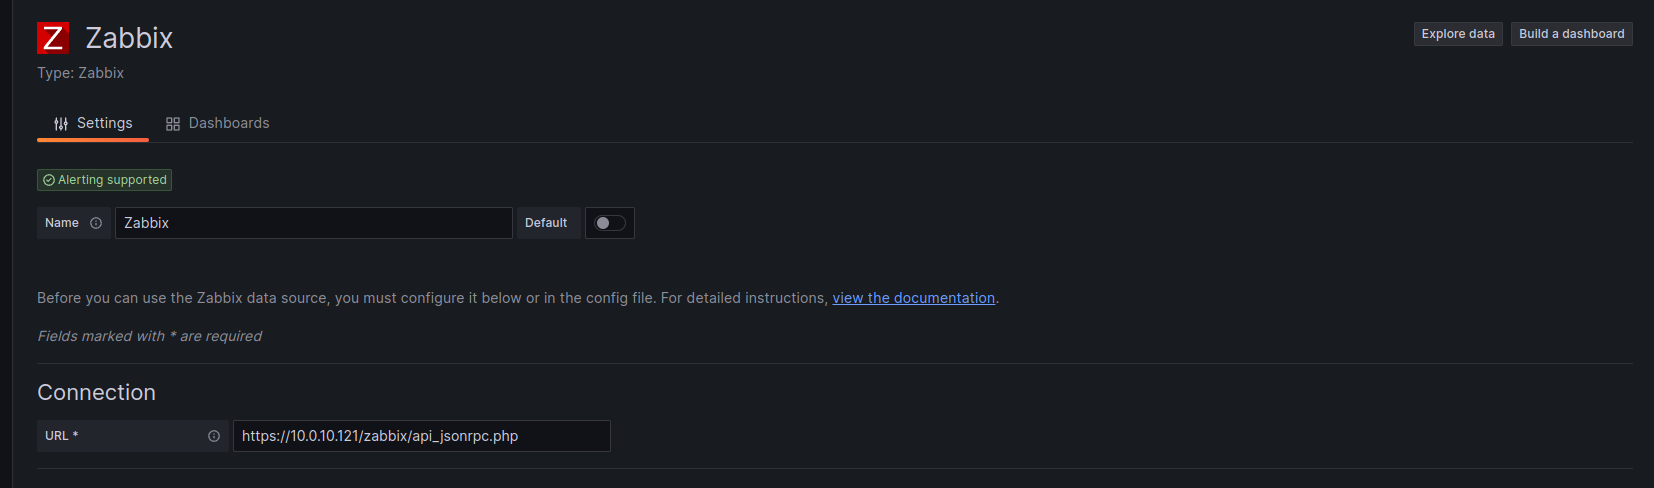 Z Zabbix
Explore data
Build a dashboard
Type: Zabbix
Settings
Dashboards
Alerting supported
Name
Zabbix
Default
Before you can use the Zabbix data source, you must configure it below or in the config file. For detailed instructions, view the documentation.
Fields marked with * are required
Connection
URL *
https://10.0.10.121/zabbix/api_jsonrpc.php